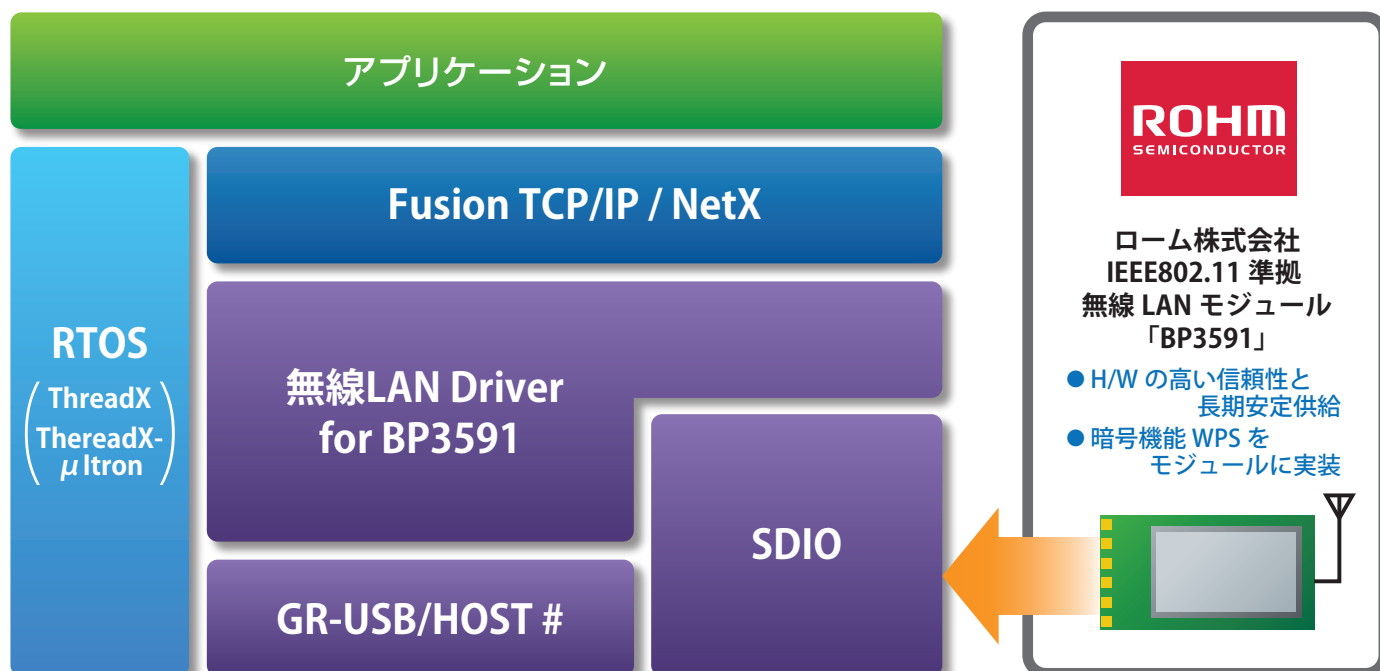 アプリケーション
Fusion TCP/IP / NetX
RTOS
ThreadX
ThereadX-
μ Itron
無線LAN Driver
for BP3591
SDIO
GR-USB/HOST #
ROHM
SEMICONDUCTOR
ローム株式会社
IEEE802.11 準拠
無線 LAN モジュール
「BP3591」
● H/W の高い信頼性と
長期安定供給
● 暗号機能 WPS を
モジュールに実装